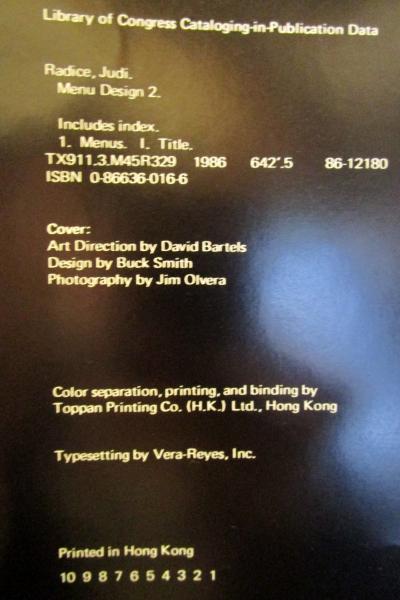 Library of Congress Cataloging-in-Publication Data
Radice, Judi.
Menu Design 2.
Includes index.
1. Menus. I. Title.
TX911.3.M45R329 1986 642'.5 86-12180
ISBN 0-86636-016-6
Cover:
Art Direction by David Bartels
Design by Buck Smith
Photography by Jim Olvera
Color separation, printing, and binding by
Toppan Printing Co. (H.K.) Ltd., Hong Kong
Typesetting by Vera-Reyes, Inc.
Printed in Hong Kong
10 9 8 7 6 5 4 3 2 1